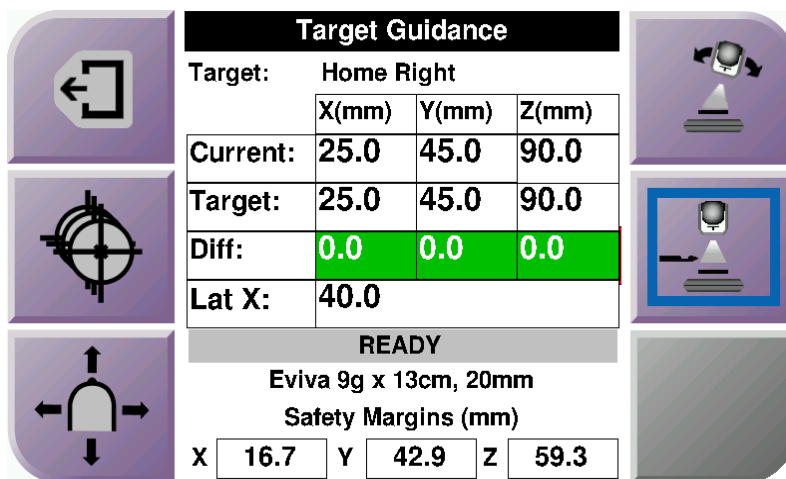 Target Guidance
Target: Home Right
X(mm) Y(mm) Z(mm)
Current: 25.0 45.0 90.0
Target: 25.0 45.0 90.0
Diff: 0.0 0.0 0.0
Lat X: 40.0
READY
Eviva 9g x 13cm, 20mm
Safety Margins (mm)
X 16.7 Y 42.9 Z 59.3